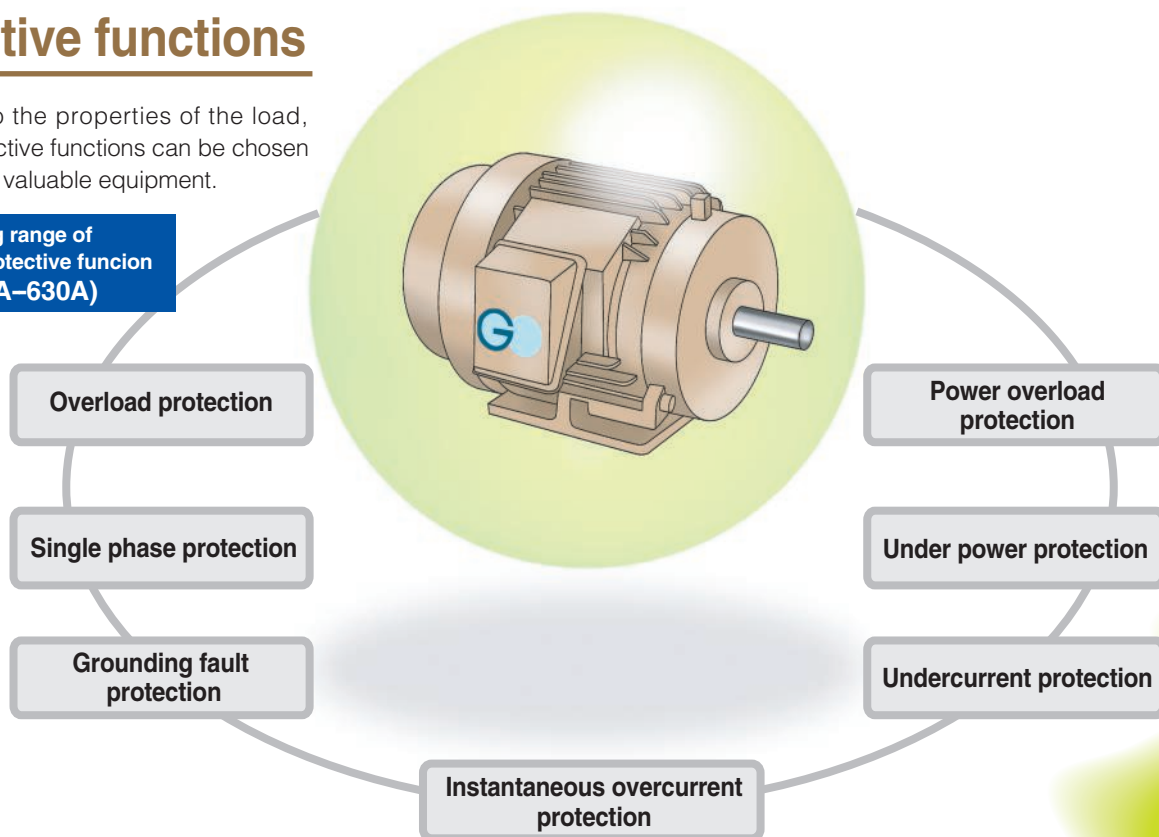 tive functions
the properties of the load,
ctive functions can be chosen
valuable equipment.
range of
otective funcion
A–630A)
Overload protection
Single phase protection
Grounding fault
protection
Instantaneous overcurrent
protection
Power overload
protection
Under power protection
Undercurrent protection
G